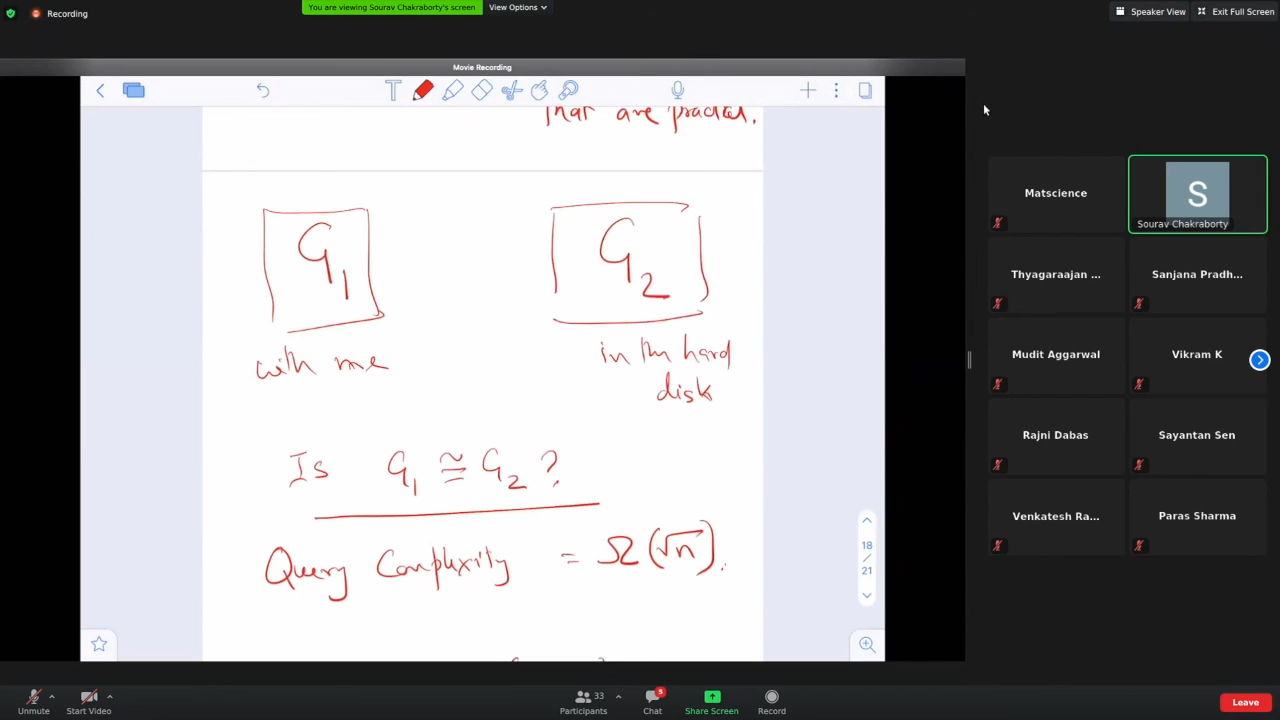 Recording
You are viewing Sourav Chakraborty's screen
View Options
Speaker View
Exit Full Screen
Movie Recording
T
That are practical.
G1
G2
with me
in the hard
disk
Is G1 ≅ G2 ?
Query Complexity = Ω(√n).
18
/
21
Matscience
S
Sourav Chakraborty
Thyagaraajan ...
Sanjana Pradh...
Mudit Aggarwal
Vikram K
Rajni Dabas
Sayantan Sen
Venkatesh Ra...
Paras Sharma
Unmute
Start Video
33
Participants
5
Chat
Share Screen
Record
Leave